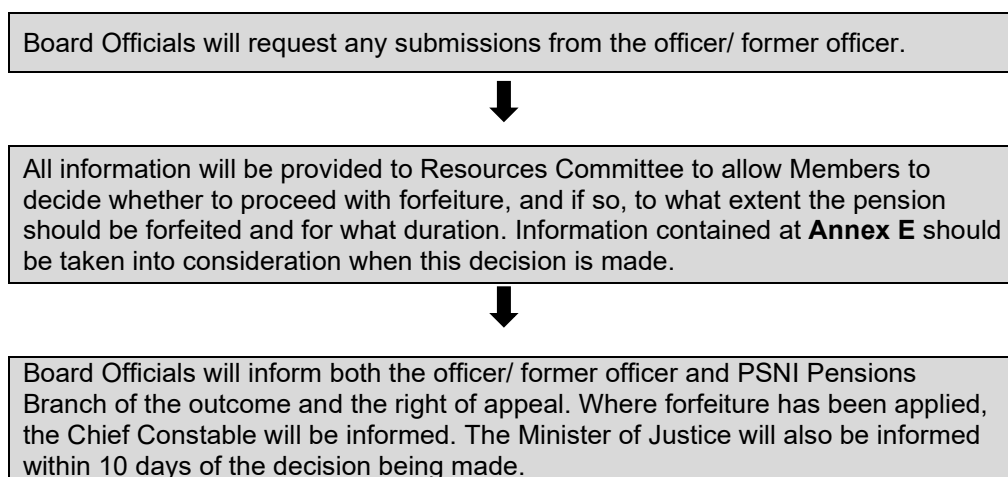 Board Officials will request any submissions from the officer/ former officer.
All information will be provided to Resources Committee to allow Members to
decide whether to proceed with forfeiture, and if so, to what extent the pension
should be forfeited and for what duration. Information contained at Annex E should
be taken into consideration when this decision is made.
Board Officials will inform both the officer/ former officer and PSNI Pensions
Branch of the outcome and the right of appeal. Where forfeiture has been applied,
the Chief Constable will be informed. The Minister of Justice will also be informed
within 10 days of the decision being made.